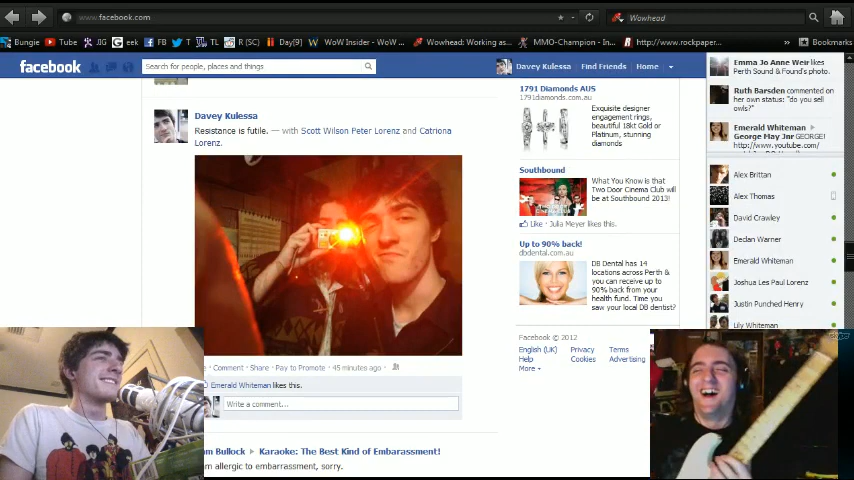 www.facebook.com
Wowhead
Bungie
Tube
JIG
geek
FB
T
TL
R (SC)
Day[9]
WoW Insider - WoW ...
Wowhead: Working as...
MMO-Champion - In...
http://www.rockpaper...
»
Bookmarks
facebook
Search for people, places and things
Davey Kulessa
Find Friends
Home
Davey Kulessa
Resistance is futile. — with Scott Wilson Peter Lorenz and Catriona
Lorenz.
Comment · Share · Pay to Promote · 45 minutes ago ·
Emerald Whiteman likes this.
Write a comment...
am Bullock
Karaoke: The Best Kind of Embarassment!
am allergic to embarrassment, sorry.
1791 Diamonds AUS
1791diamonds.com.au
Exquisite designer
engagement rings,
beautiful 18kt Gold or
Platinum, stunning
diamonds
Southbound
What You Know is that
Two Door Cinema Club will
be at Southbound 2013!
Like · Julia Meyer likes this.
Up to 90% back!
dbdental.com.au
DB Dental has 14
locations across Perth &
you can receive up to
90% back from your
health fund. Time you
saw your local DB dentist?
Facebook © 2012
English (UK)
Privacy
Terms
Help
Cookies
Advertising
More
Emma Jo Anne Weir likes
Perth Sound & Found's photo.
Ruth Barsden commented on
her own status: "do you sell
owls?"
Emerald Whiteman
George May Jnr GEORGE!
http://www.youtube.com/
Alex Brittan
Alex Thomas
David Crawley
Declan Warner
Emerald Whiteman
Joshua Les Paul Lorenz
Justin Punched Henry
Lily Whiteman